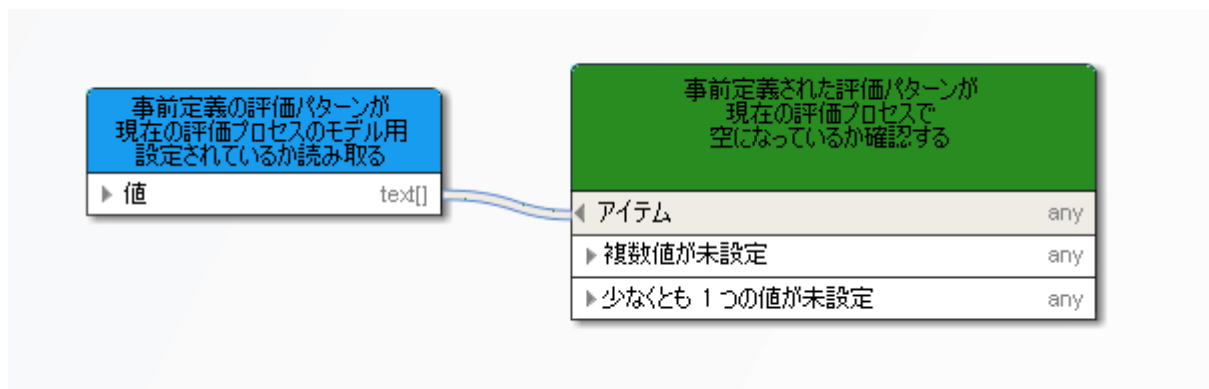 事前定義の評価パターンが
現在の評価プロセスのモデル用
設定されているか読み取る
値 text[]
事前定義された評価パターンが
現在の評価プロセスで
空になっているか確認する
アイテム any
複数値が未設定 any
少なくとも 1 つの値が未設定 any